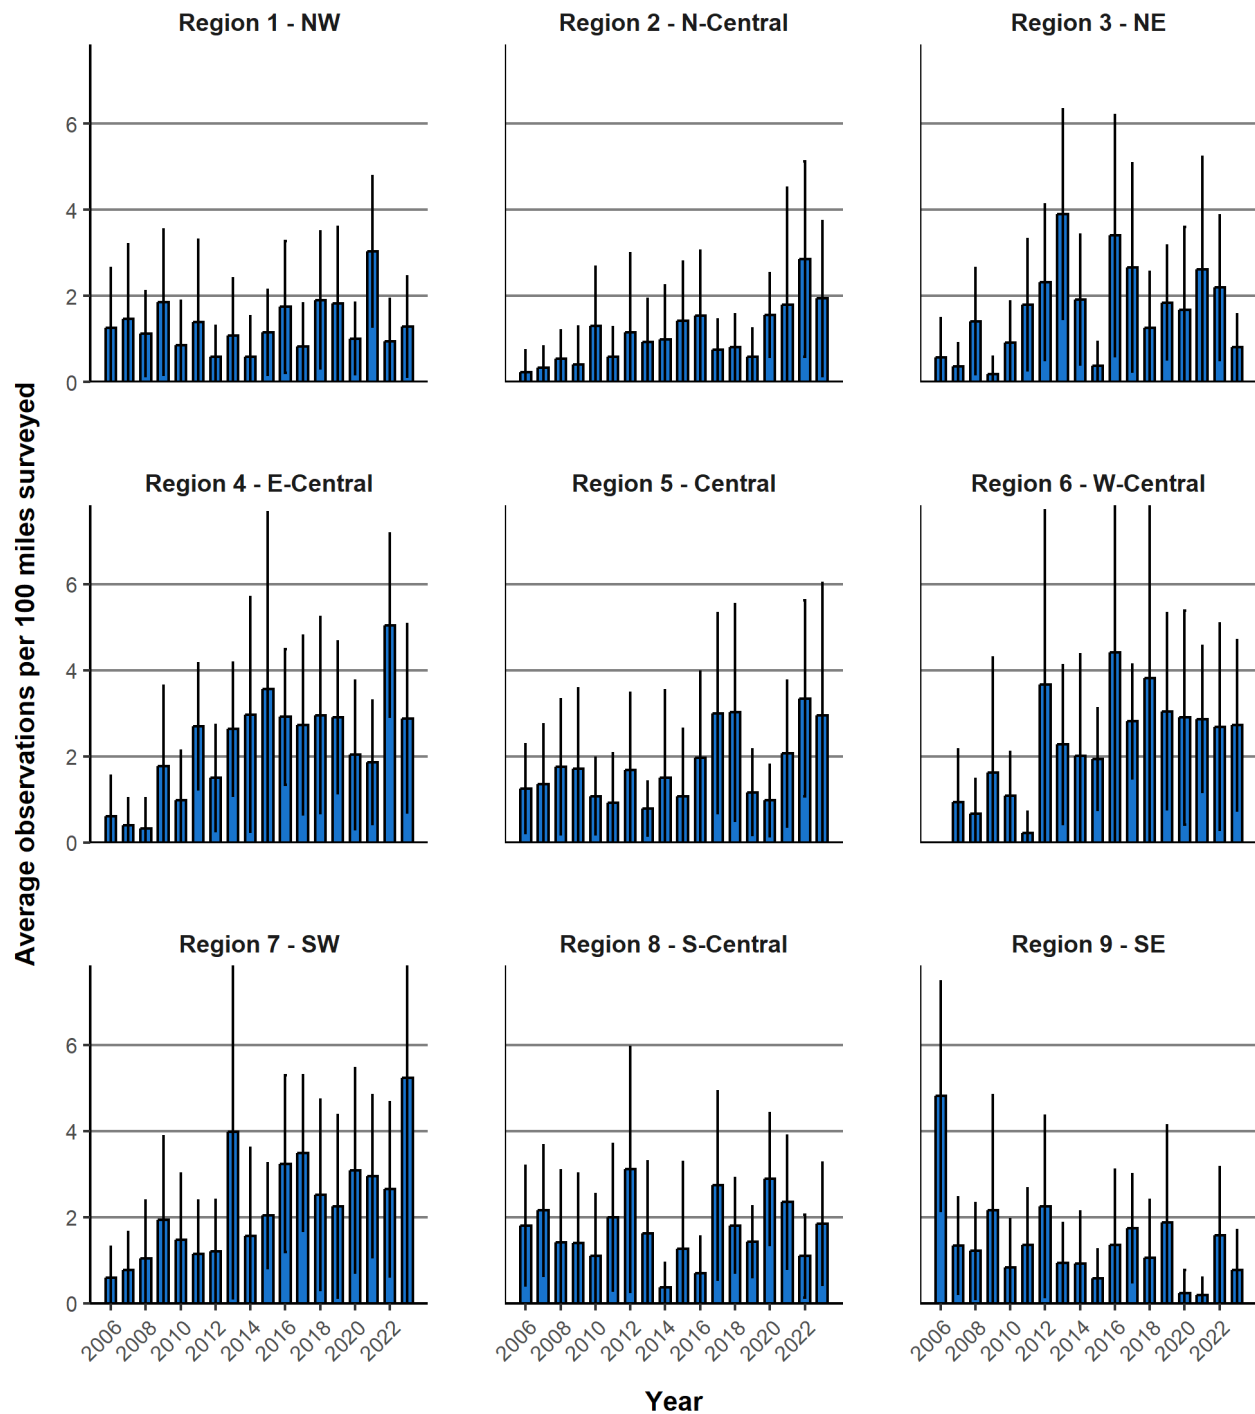 Region 1 - NW
Region 2 - N-Central
Region 3 - NE
6
4
2
0
Region 4 - E-Central
Region 5 - Central
Region 6 - W-Central
6
4
2
0
Region 7 - SW
Region 8 - S-Central
Region 9 - SE
6
4
2
0
2006 2008 2010 2012 2014 2016 2018 2020 2022
2006 2008 2010 2012 2014 2016 2018 2020 2022
2006 2008 2010 2012 2014 2016 2018 2020 2022
Year
Average observations per 100 miles surveyed